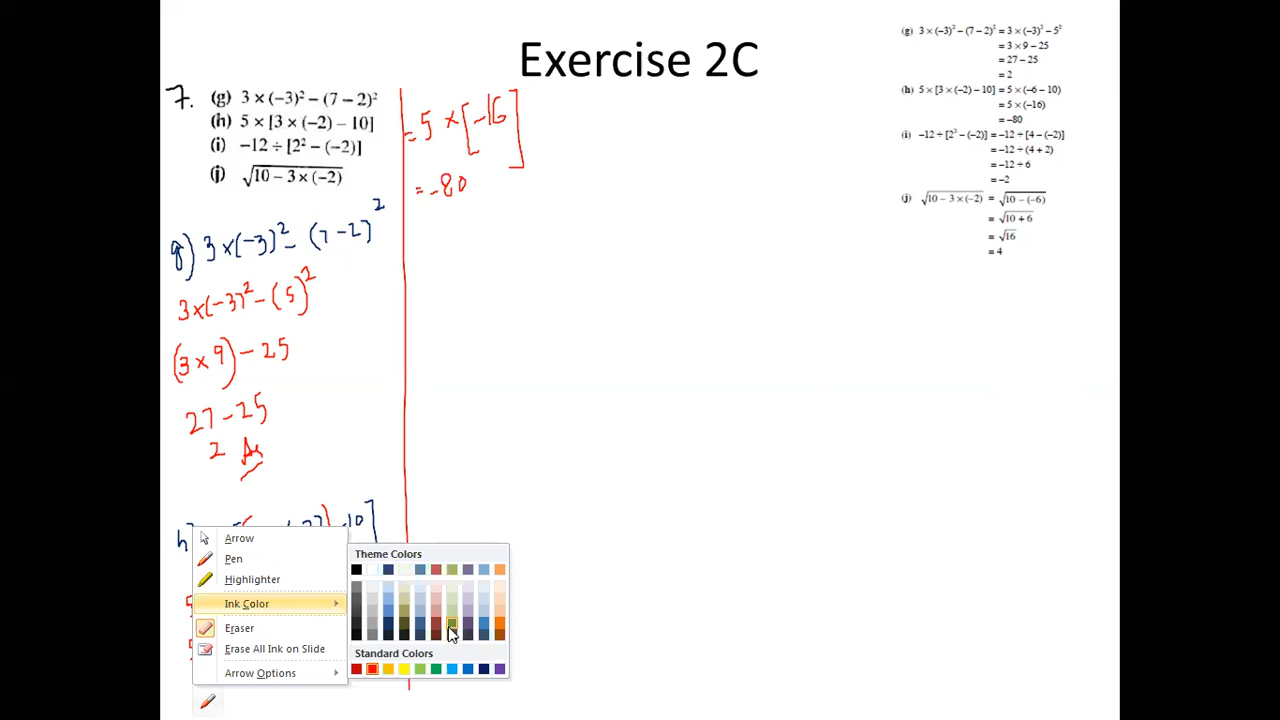 Exercise 2C
7.
(g) 3 × (−3)² − (7 − 2)²
(h) 5 × [3 × (−2) − 10]
(i) −12 ÷ [2² − (−2)]
(j) √10 − 3 × (−2)
g) 3×(−3)² − (7−2)²
3×(−3)² − (5)²
(3×9) − 25
27 − 25
2 As
h
−10]
= 5 × [−16]
= −80
(g) 3 × (−3)² − (7 − 2)² = 3 × (−3)² − 5²
= 3 × 9 − 25
= 27 − 25
= 2
(h) 5 × [3 × (−2) − 10] = 5 × (−6 − 10)
= 5 × (−16)
= −80
(i) −12 ÷ [2² − (−2)] = −12 ÷ [4 − (−2)]
= −12 ÷ (4 + 2)
= −12 ÷ 6
= −2
(j) √10 − 3 × (−2) = √10 − (−6)
= √10 + 6
= √16
= 4
Arrow
Pen
Highlighter
Ink Color
Eraser
Erase All Ink on Slide
Arrow Options
Theme Colors
Standard Colors